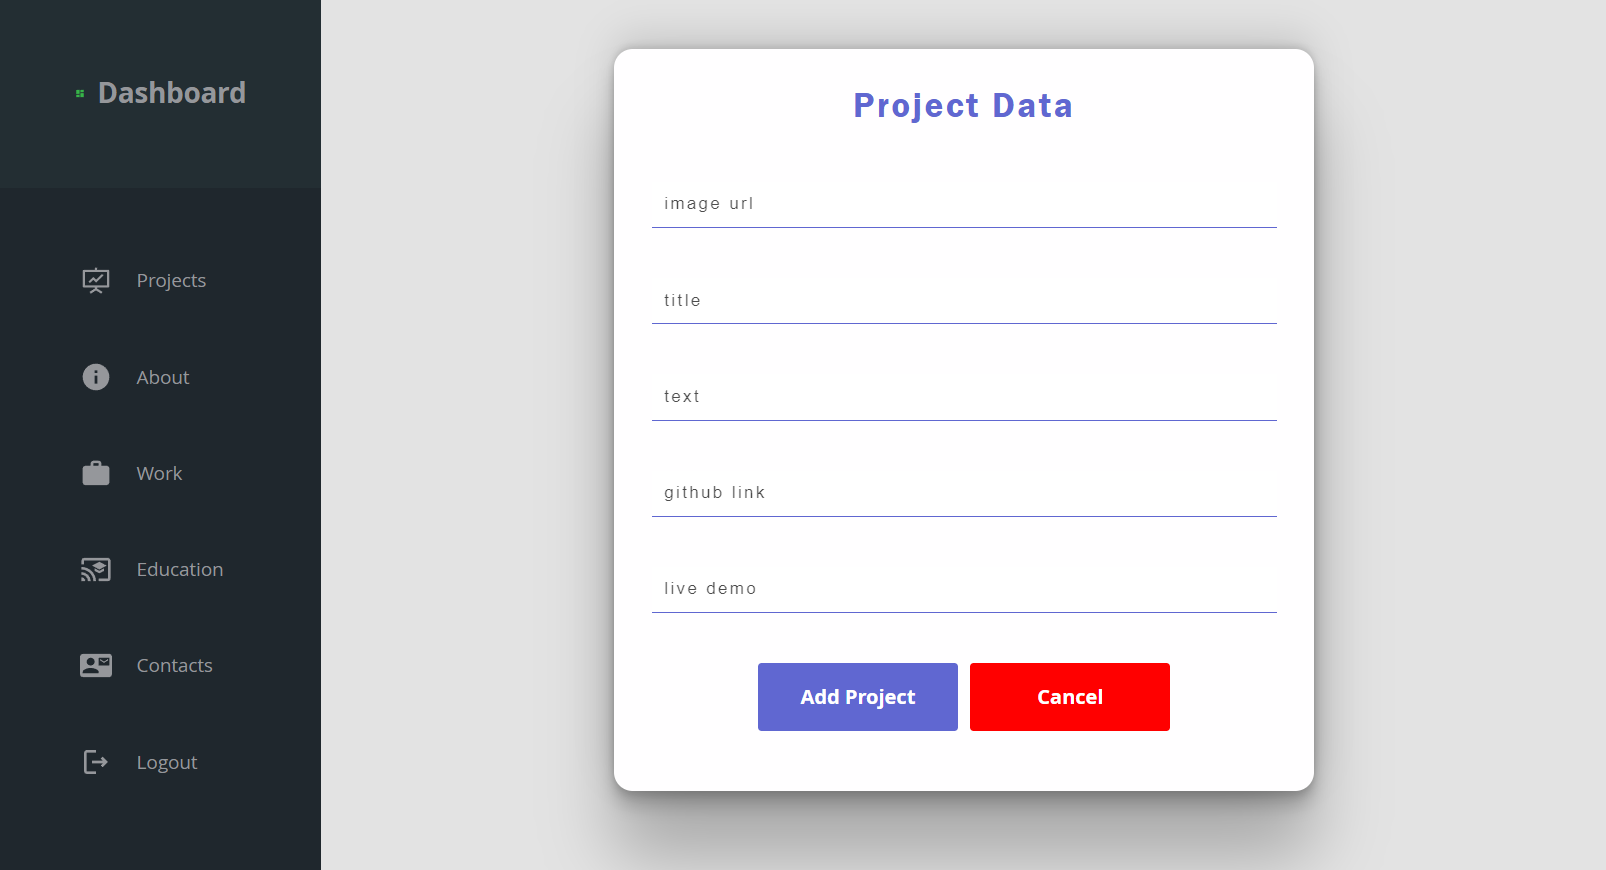 Dashboard
Projects
About
Work
Education
Contacts
Logout
Project Data
image url
title
text
github link
live demo
Add Project
Cancel